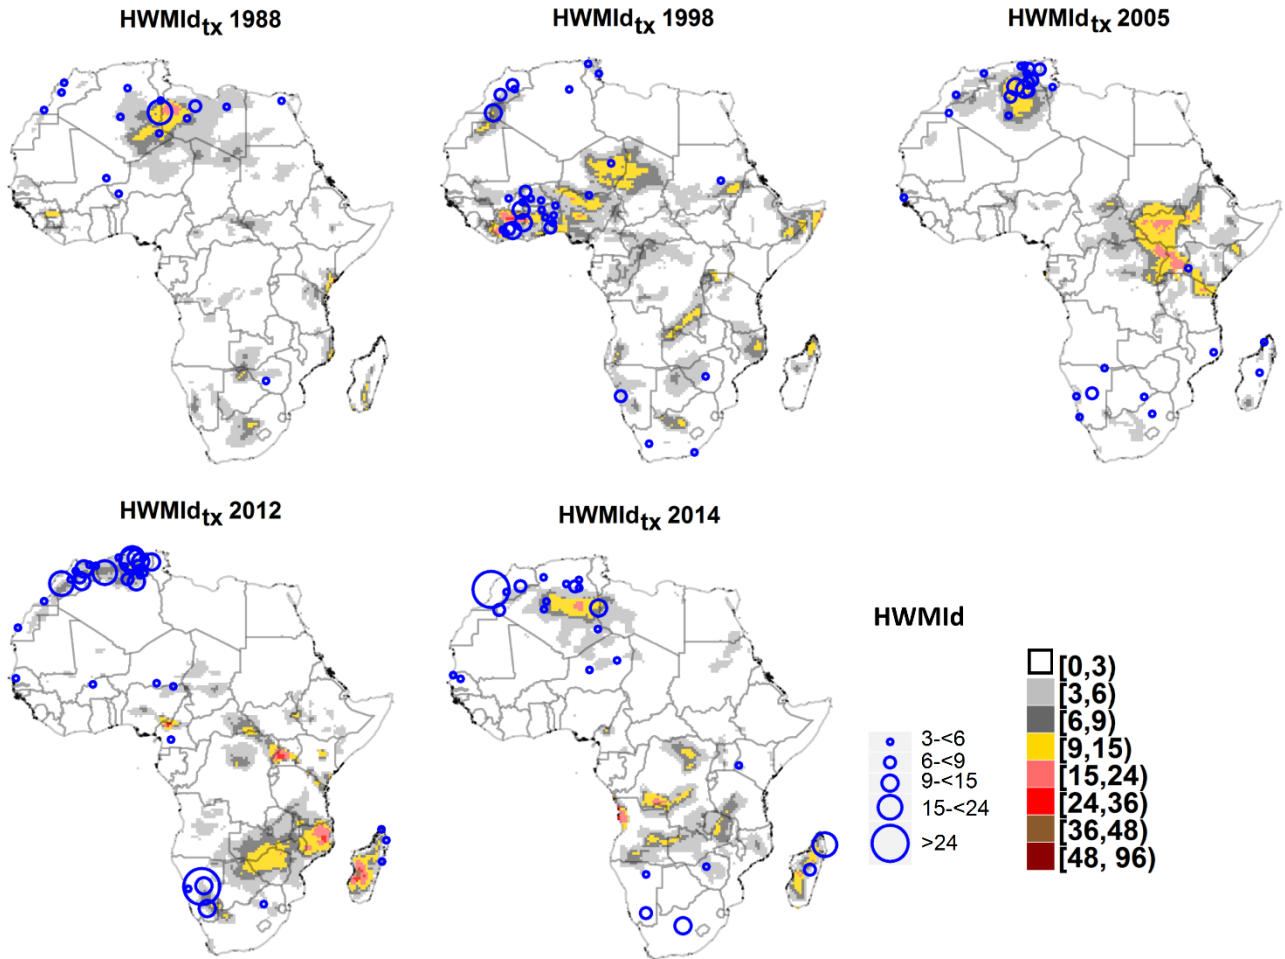 HWMId_tx 1988
HWMId_tx 1998
HWMId_tx 2005
HWMId_tx 2012
HWMId_tx 2014
HWMId
3-<6
6-<9
9-<15
15-<24
>24
[0,3)
[3,6)
[6,9)
[9,15)
[15,24)
[24,36)
[36,48)
[48, 96)